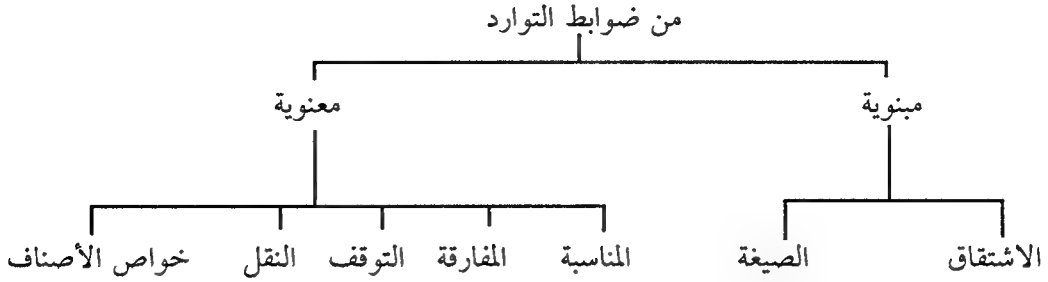 من ضوابط التوارد
مبنوية معنوية
الاشتقاق الصيغة المناسبة المفارقة التوقف النقل خواص الأصناف